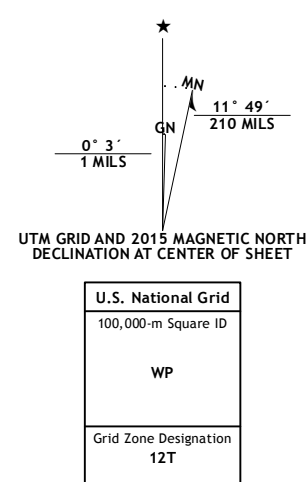 ★
MN
11° 49´
210 MILS
GN
0° 3´
1 MILS
UTM GRID AND 2015 MAGNETIC NORTH
DECLINATION AT CENTER OF SHEET
U.S. National Grid
100,000-m Square ID
WP
Grid Zone Designation
12T